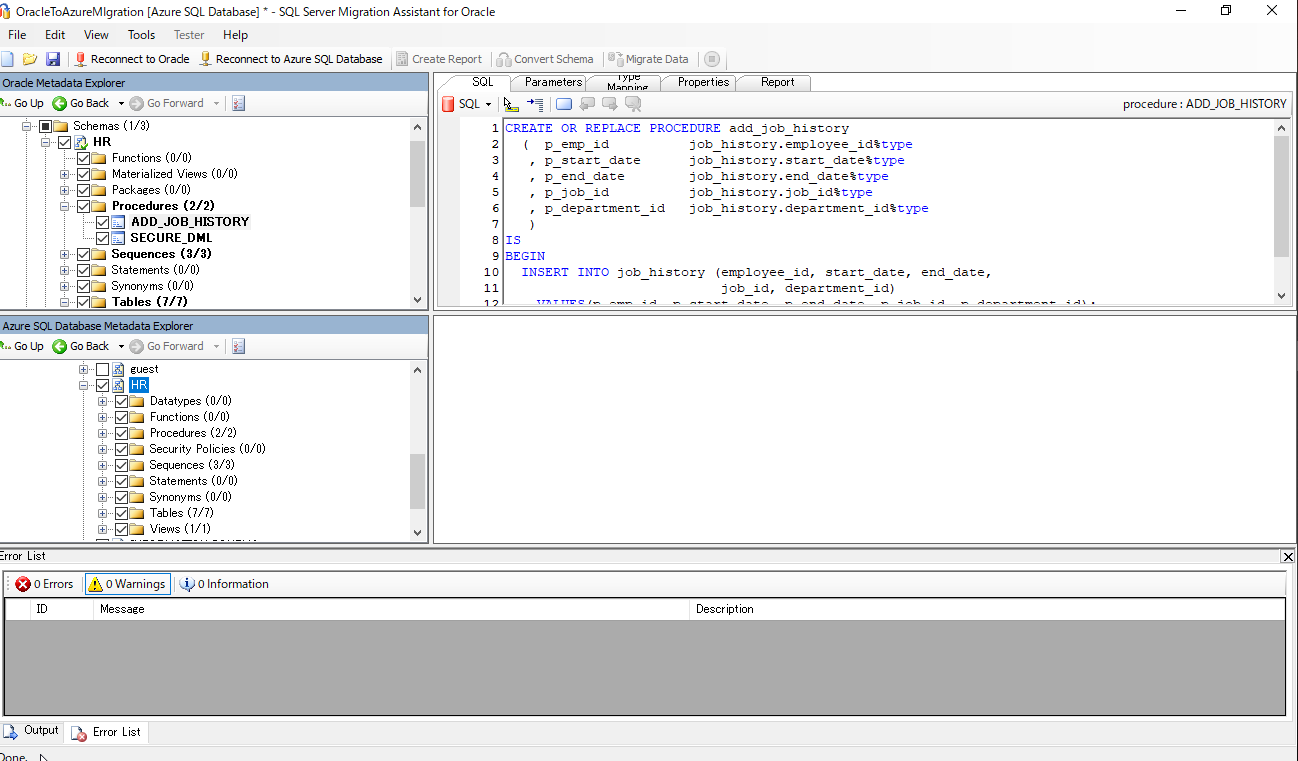 OracleToAzureMIgration [Azure SQL Database] * - SQL Server Migration Assistant for Oracle
File Edit View Tools Tester Help
Reconnect to Oracle Reconnect to Azure SQL Database Create Report Convert Schema Migrate Data
Oracle Metadata Explorer
Go Up Go Back Go Forward
Schemas (1/3)
HR
Functions (0/0)
Materialized Views (0/0)
Packages (0/0)
Procedures (2/2)
ADD_JOB_HISTORY
SECURE_DML
Sequences (3/3)
Statements (0/0)
Synonyms (0/0)
Tables (7/7)
SQL Parameters Type Mapping Properties Report
SQL procedure : ADD_JOB_HISTORY
1 CREATE OR REPLACE PROCEDURE add_job_history
2 ( p_emp_id job_history.employee_id%type
3 , p_start_date job_history.start_date%type
4 , p_end_date job_history.end_date%type
5 , p_job_id job_history.job_id%type
6 , p_department_id job_history.department_id%type
7 )
8 IS
9 BEGIN
10 INSERT INTO job_history (employee_id, start_date, end_date,
11 job_id, department_id)
12 VALUES(p_emp_id, p_start_date, p_end_date, p_job_id, p_department_id);
Azure SQL Database Metadata Explorer
Go Up Go Back Go Forward
guest
HR
Datatypes (0/0)
Functions (0/0)
Procedures (2/2)
Security Policies (0/0)
Sequences (3/3)
Statements (0/0)
Synonyms (0/0)
Tables (7/7)
Views (1/1)
Error List
0 Errors 0 Warnings 0 Information
ID Message Description
Output Error List
Done.